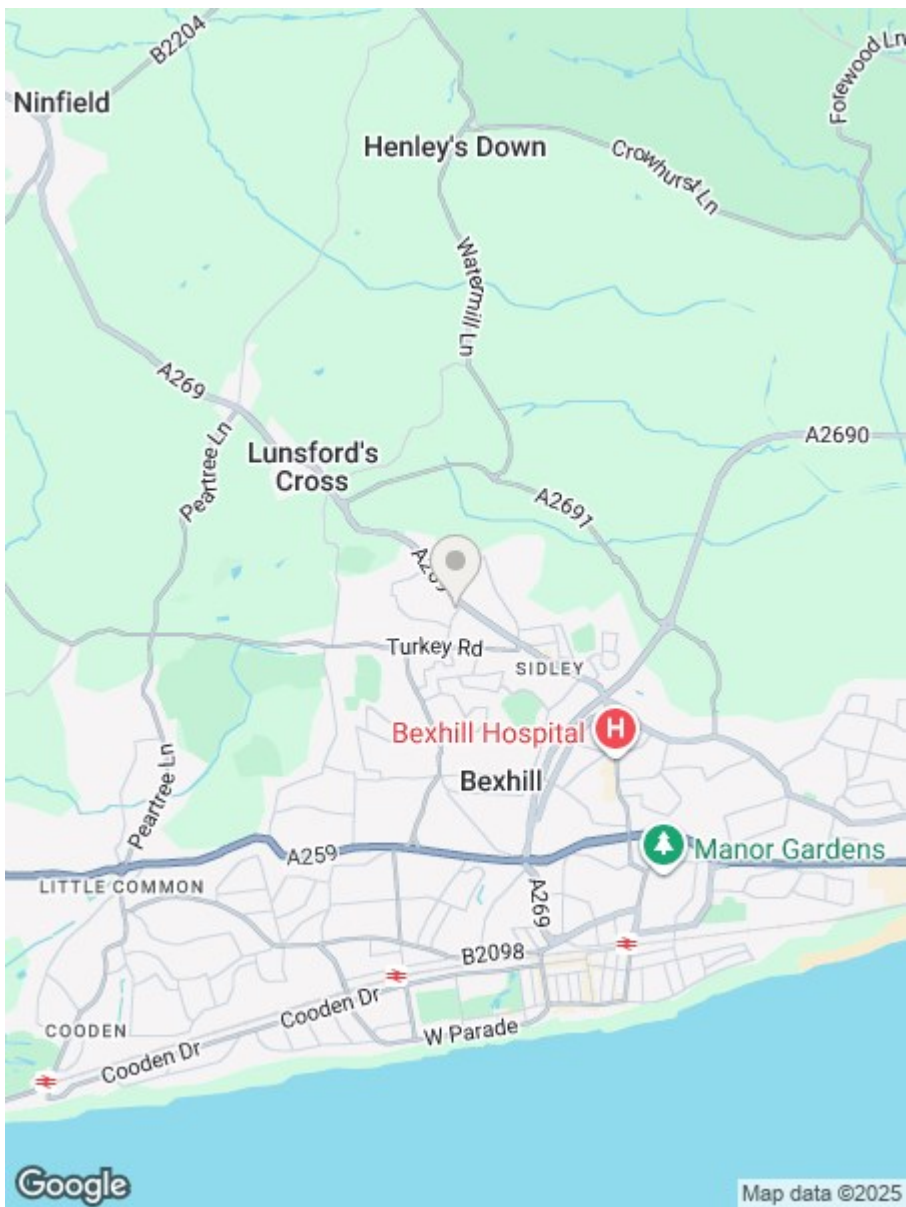 B2204
Ninfield
Forewood Ln
Henley's Down
Crowhurst Ln
Watermill Ln
A269
A2690
Peartree Ln
Lunsford's
Cross
A2691
A269
Turkey Rd
SIDLEY
Bexhill Hospital
H
Bexhill
Peartree Ln
A259
Manor Gardens
LITTLE COMMON
A269
B2098
Cooden Dr
W Parade
COODEN
Cooden Dr
Google
Map data ©2025